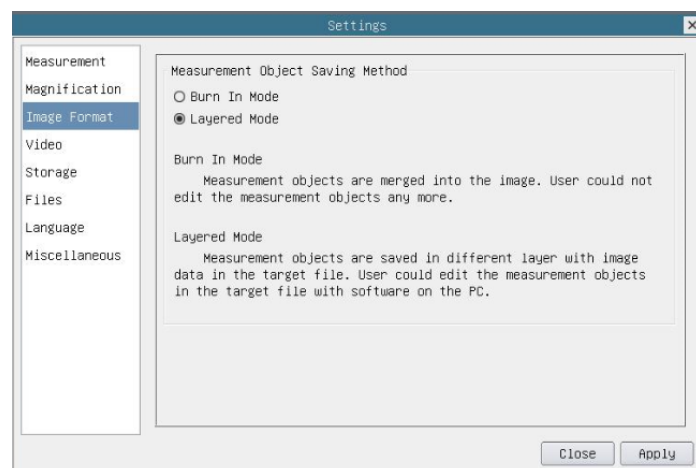 Settings
Measurement
Magnification
Image Format
Video
Storage
Files
Language
Miscellaneous
Measurement Object Saving Method
Burn In Mode
Layered Mode
Burn In Mode
Measurement objects are merged into the image. User could not
edit the measurement objects any more.
Layered Mode
Measurement objects are saved in different layer with image
data in the target file. User could edit the measurement objects
in the target file with software on the PC.
Close
Apply